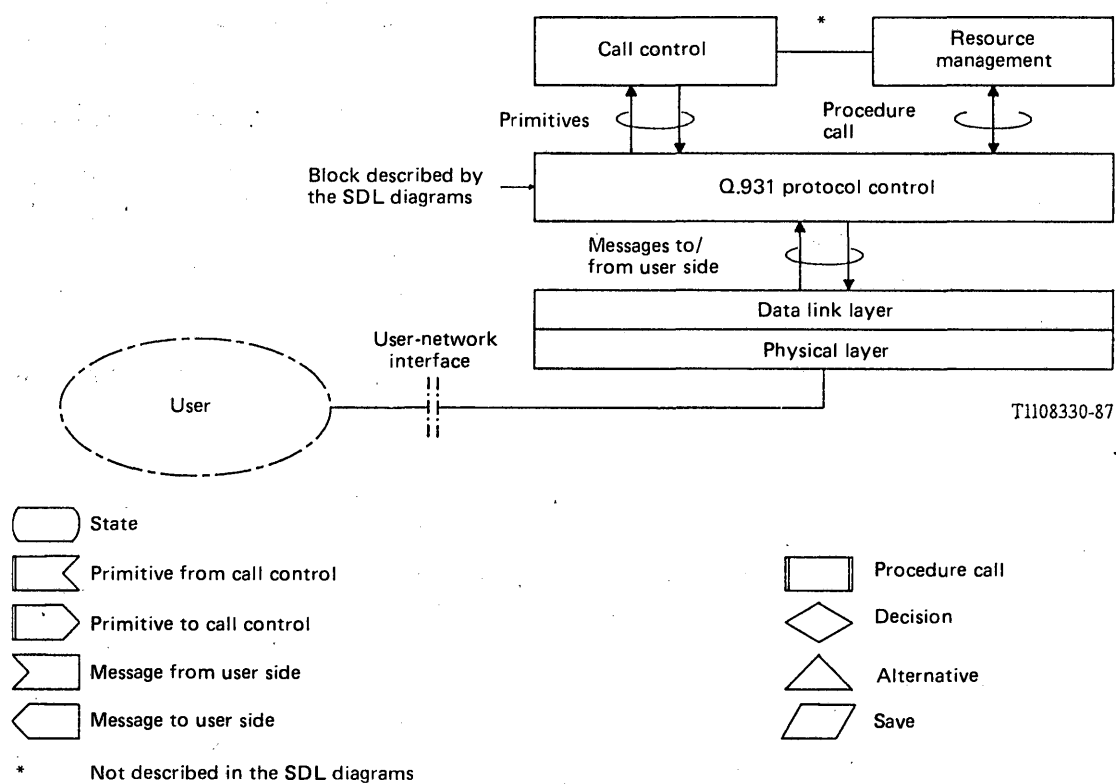 *
Call control
Resource
management
Primitives
Procedure
call
Block described by
the SDL diagrams
Q.931 protocol control
Messages to/
from user side
Data link layer
User-network
interface
Physical layer
User
T1108330-87
State
Primitive from call control
Procedure call
Primitive to call control
Decision
Message from user side
Alternative
Message to user side
Save
* Not described in the SDL diagrams